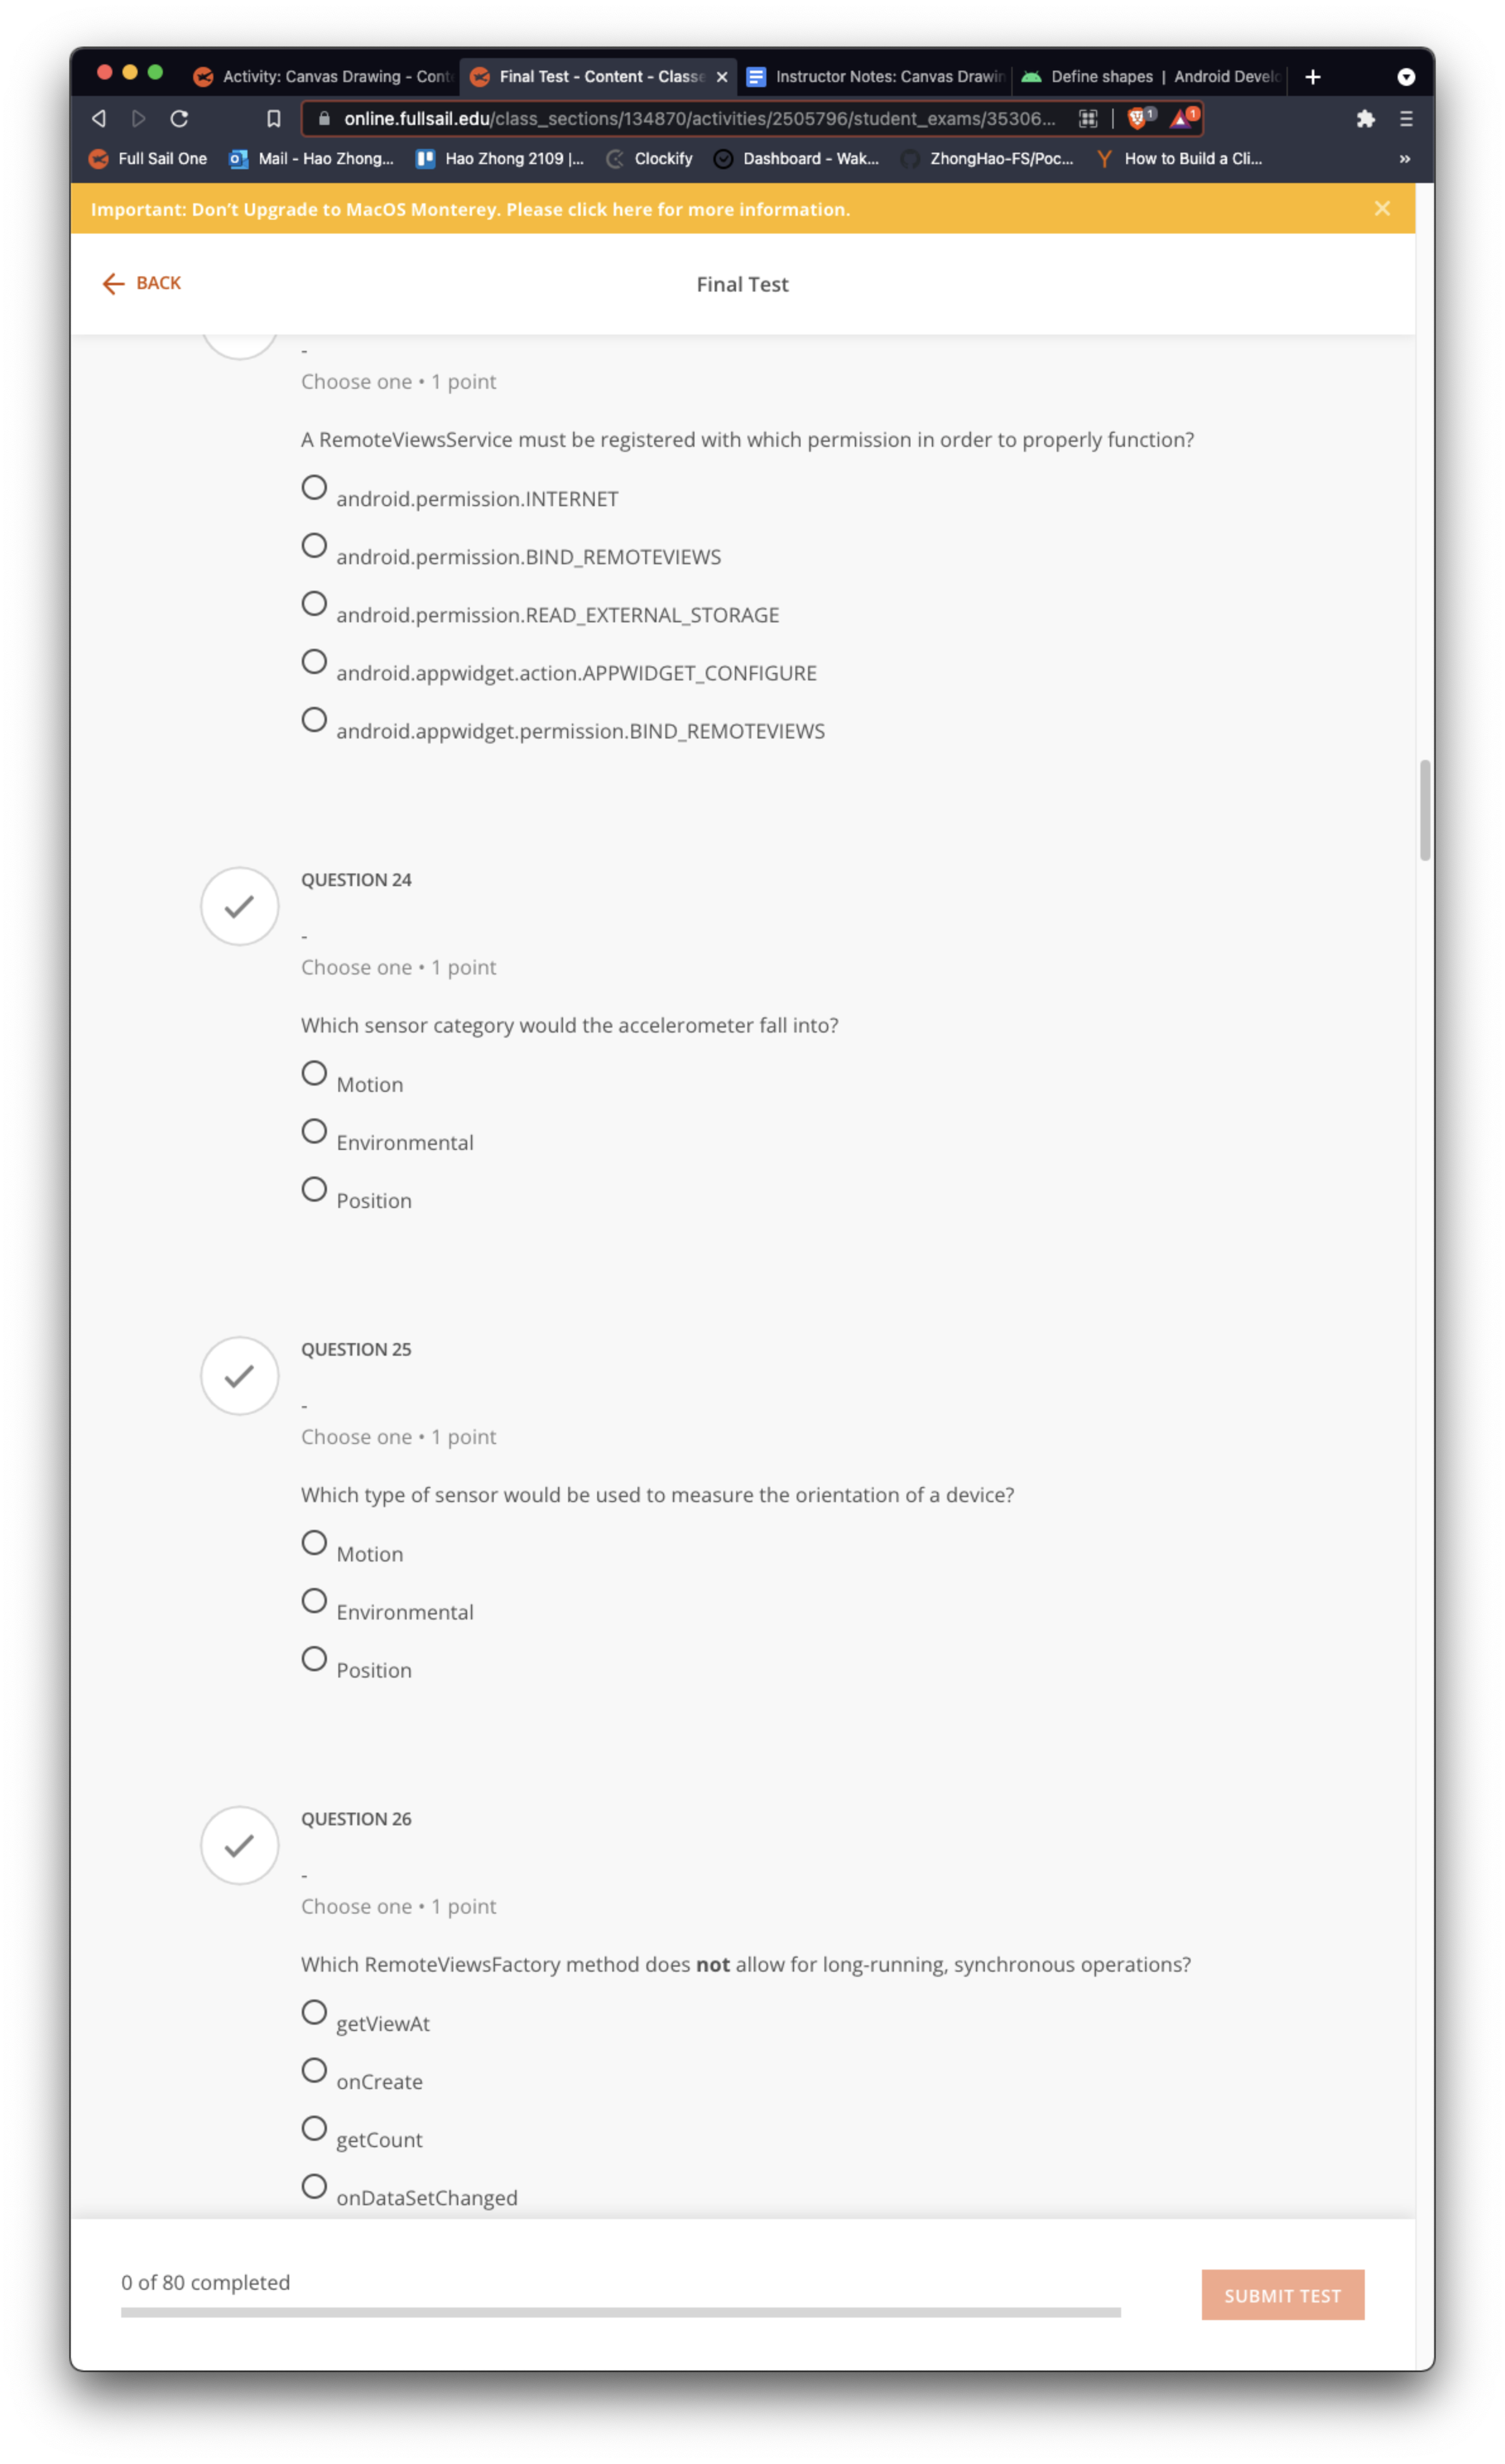 Activity: Canvas Drawing - Conte
Final Test - Content - Classe
Instructor Notes: Canvas Drawin
Define shapes | Android Develo
online.fullsail.edu/class_sections/134870/activities/2505796/student_exams/35306...
1
1
Full Sail One
Mail - Hao Zhong...
Hao Zhong 2109 |...
Clockify
Dashboard - Wak...
ZhongHao-FS/Poc...
How to Build a Cli...
»
Important: Don't Upgrade to MacOS Monterey. Please click here for more information.
BACK
Final Test
-
Choose one • 1 point
A RemoteViewsService must be registered with which permission in order to properly function?
android.permission.INTERNET
android.permission.BIND_REMOTEVIEWS
android.permission.READ_EXTERNAL_STORAGE
android.appwidget.action.APPWIDGET_CONFIGURE
android.appwidget.permission.BIND_REMOTEVIEWS
QUESTION 24
-
Choose one • 1 point
Which sensor category would the accelerometer fall into?
Motion
Environmental
Position
QUESTION 25
-
Choose one • 1 point
Which type of sensor would be used to measure the orientation of a device?
Motion
Environmental
Position
QUESTION 26
-
Choose one • 1 point
Which RemoteViewsFactory method does not allow for long-running, synchronous operations?
getViewAt
onCreate
getCount
onDataSetChanged
0 of 80 completed
SUBMIT TEST